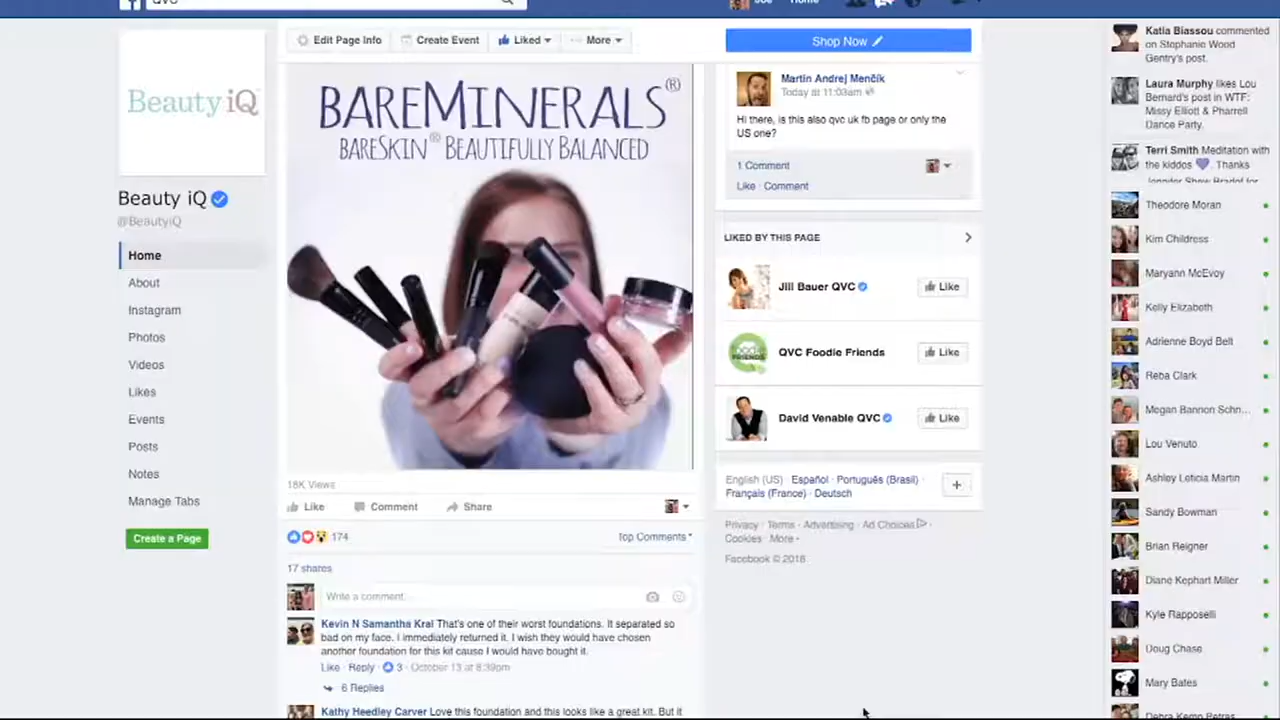 Joe
Home
Edit Page Info
Create Event
Liked
More
Shop Now
Beauty iQ
Beauty iQ
@BeautyiQ
Home
About
Instagram
Photos
Videos
Likes
Events
Posts
Notes
Manage Tabs
Create a Page
BAREMINERALS®
BARESKIN® BEAUTIFULLY BALANCED
18K Views
Like
Comment
Share
174
Top Comments
17 shares
Write a comment...
Kevin N Samantha Kral That's one of their worst foundations. It separated so
bad on my face. I immediately returned it. I wish they would have chosen
another foundation for this kit cause I would have bought it.
Like · Reply · 3 · October 13 at 8:39pm
6 Replies
Kathy Heedley Carver Love this foundation and this looks like a great kit. But it
Martin Andrej Menčík
Today at 11:03am
Hi there, is this also qvc uk fb page or only the
US one?
1 Comment
Like · Comment
LIKED BY THIS PAGE
Jill Bauer QVC
Like
QVC Foodie Friends
Like
David Venable QVC
Like
English (US) · Español · Português (Brasil) ·
Français (France) · Deutsch
Privacy · Terms · Advertising · Ad Choices ·
Cookies · More
Facebook © 2016
Katia Biassou commented
on Stephanie Wood
Gentry's post.
Laura Murphy likes Lou
Bernard's post in WTF:
Missy Elliott & Pharrell
Dance Party.
Terri Smith Meditation with
the kiddos 💜. Thanks
Theodore Moran
Kim Childress
Maryann McEvoy
Kelly Elizabeth
Adrienne Boyd Belt
Reba Clark
Megan Bannon Schn...
Lou Venuto
Ashley Leticia Martin
Sandy Bowman
Brian Reigner
Diane Kephart Miller
Kyle Rapposelli
Doug Chase
Mary Bates
Debra Kemp Petras